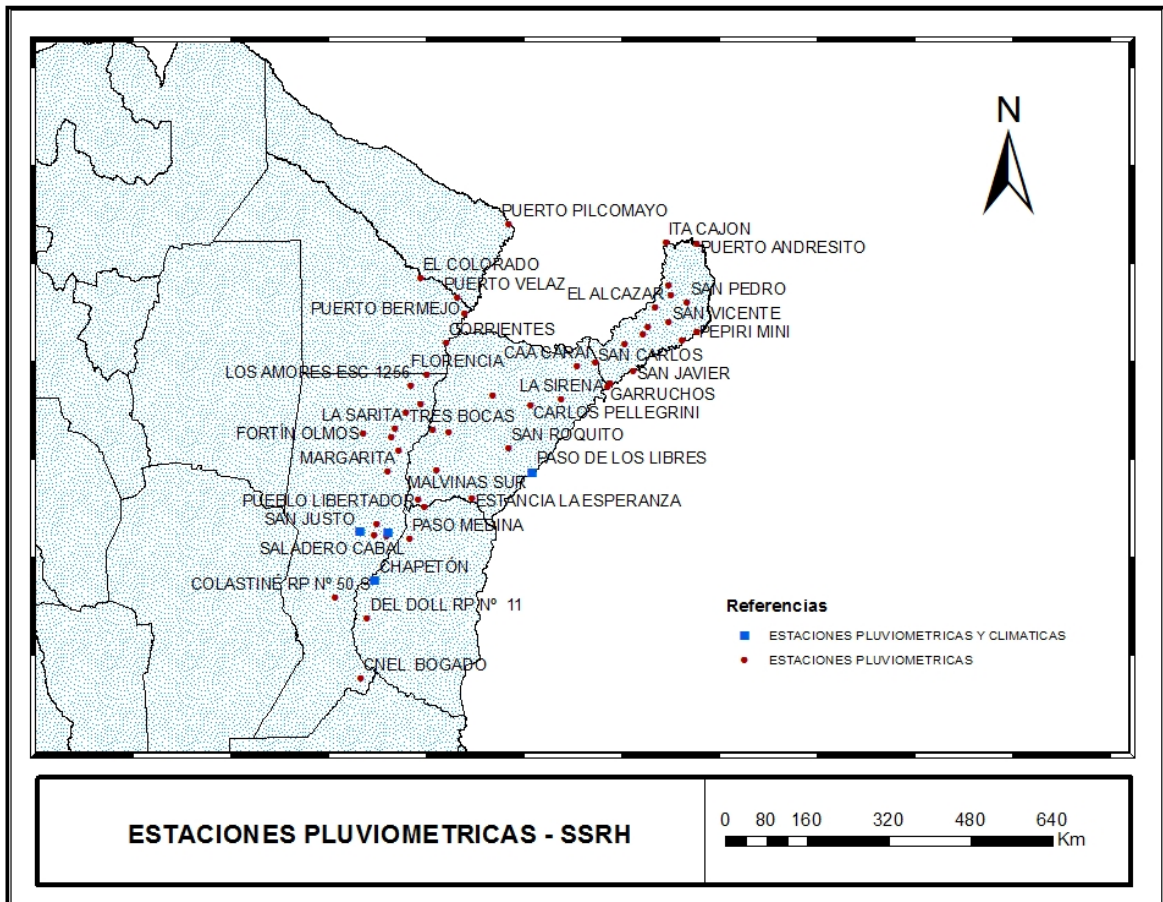 N
PUERTO PILCOMAYO
ITA CAJON
PUERTO ANDRESITO
EL COLORADO
PUERTO VELAZ
EL ALCAZAR
SAN PEDRO
PUERTO BERMEJO
SAN VICENTE
CORRIENTES
PEPIRI MINI
FLORENCIA
CAA CARAI
SAN CARLOS
LOS AMORES ESC 1256
SAN JAVIER
LA SIRENA
GARRUCHOS
LA SARITA
TRES BOCAS
CARLOS PELLEGRINI
FORTÍN OLMOS
SAN ROQUITO
MARGARITA
PASO DE LOS LIBRES
MALVINAS SUR
PUEBLO LIBERTADOR
ESTANCIA LA ESPERANZA
SAN JUSTO
PASO MEDINA
SALADERO CABAL
CHAPETÓN
COLASTINÉ RP Nº 50-S
DEL DOLL RP Nº 11
CNEL. BOGADO
Referencias
ESTACIONES PLUVIOMETRICAS Y CLIMATICAS
ESTACIONES PLUVIOMETRICAS
ESTACIONES PLUVIOMETRICAS - SSRH
0 80 160 320 480 640
Km